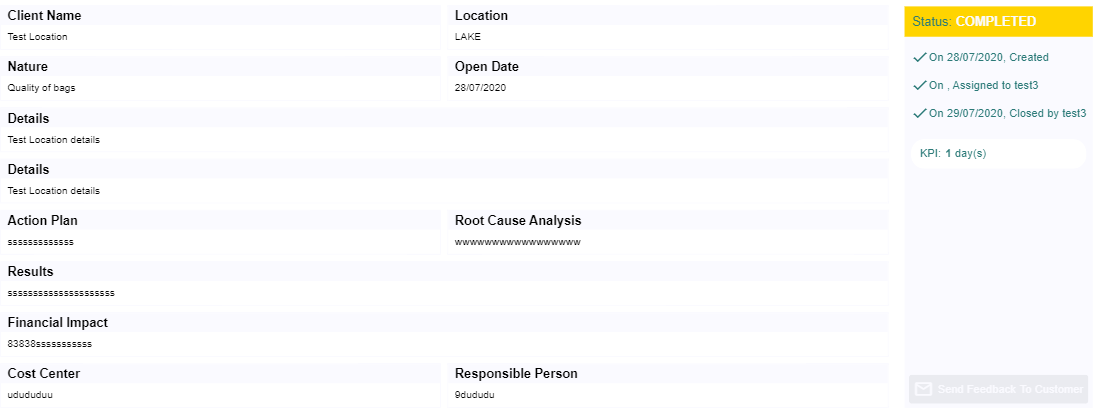 Client Name
Test Location
Location
LAKE
Nature
Quality of bags
Open Date
28/07/2020
Details
Test Location details
Details
Test Location details
Action Plan
sssssssssssss
Root Cause Analysis
wwwwwwwwwwwwwwwww
Results
sssssssssssssssssssss
Financial Impact
83838sssssssssss
Cost Center
udududuu
Responsible Person
9dududu
Status: COMPLETED
On 28/07/2020, Created
On , Assigned to test3
On 29/07/2020, Closed by test3
KPI: 1 day(s)
Send Feedback To Customer